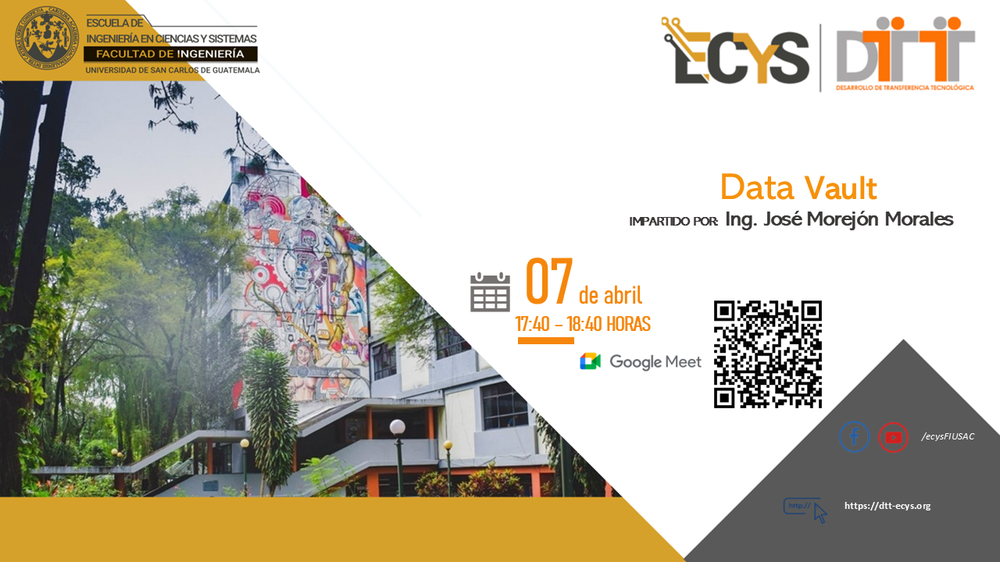 ESCUELA DE
INGENIERÍA EN CIENCIAS Y SISTEMAS
FACULTAD DE INGENIERÍA
UNIVERSIDAD DE SAN CARLOS DE GUATEMALA
ECYS
DTT
DESARROLLO DE TRANSFERENCIA TECNOLÓGICA
Data Vault
IMPARTIDO POR: Ing. José Morejón Morales
07 de abril
17:40 – 18:40 HORAS
Google Meet
/ecysFIUSAC
http://
https://dtt-ecys.org